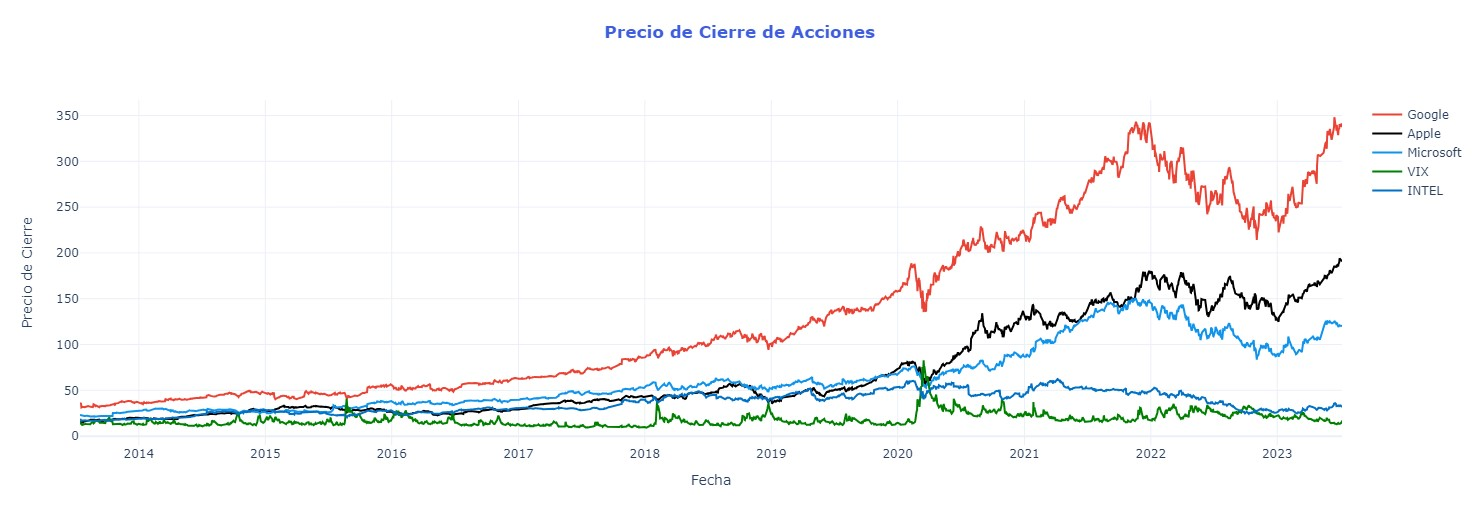 Precio de Cierre de Acciones
Precio de Cierre
350
300
250
200
150
100
50
0
2014 2015 2016 2017 2018 2019 2020 2021 2022 2023
Fecha
Google
Apple
Microsoft
VIX
INTEL